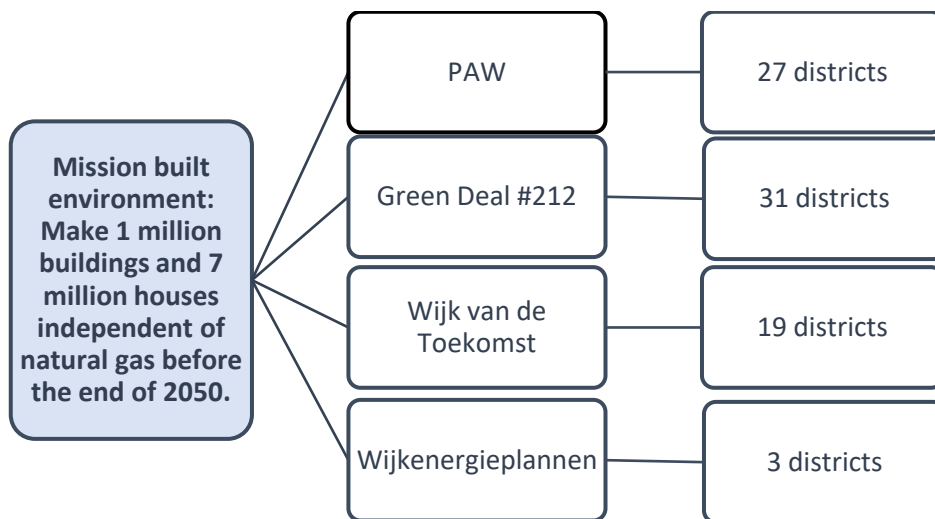 Mission built
environment:
Make 1 million
buildings and 7
million houses
independent of
natural gas before
the end of 2050.
PAW
27 districts
Green Deal #212
31 districts
Wijk van de
Toekomst
19 districts
Wijkenergieplannen
3 districts